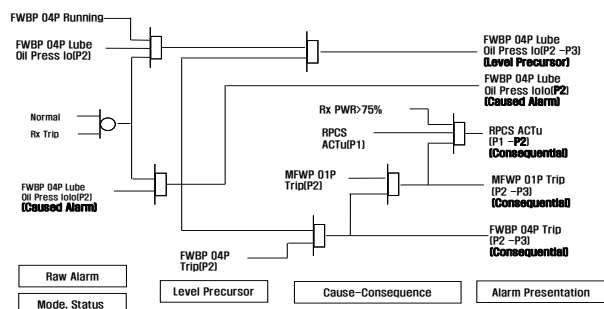 FWBP 04P Running
FWBP 04P Lube
Oil Press lo(P2)
Normal
Rx Trip
FWBP 04P Lube
Oil Press lolo(P2)
(Caused Alarm)
FWBP 04P
Trip(P2)
MFWP 01P
Trip(P2)
Rx PWR>75%
RPCS
ACTu(P1)
FWBP 04P Lube
Oil Press lo(P2 -P3)
(Level Precursor)
FWBP 04P Lube
Oil Press lolo(P2)
(Caused Alarm)
RPCS ACTu
(P1 -P2)
(Consequential)
MFWP 01P Trip
(P2 -P3)
(Consequential)
FWBP 04P Trip
(P2 -P3)
(Consequential)
Raw Alarm
Mode, Status
Level Precursor
Cause-Consequence
Alarm Presentation